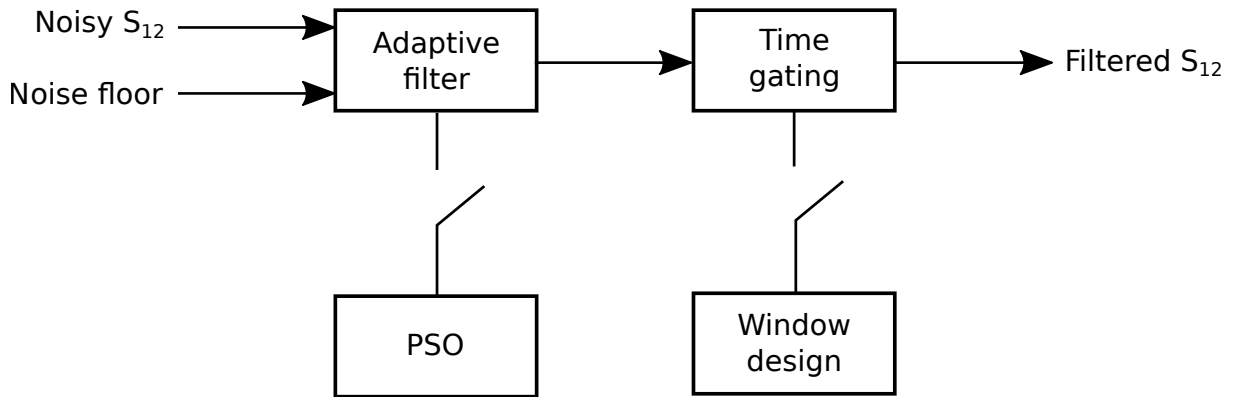 Noisy S₁₂
Noise floor
Adaptive
filter
Time
gating
Filtered S₁₂
PSO
Window
design